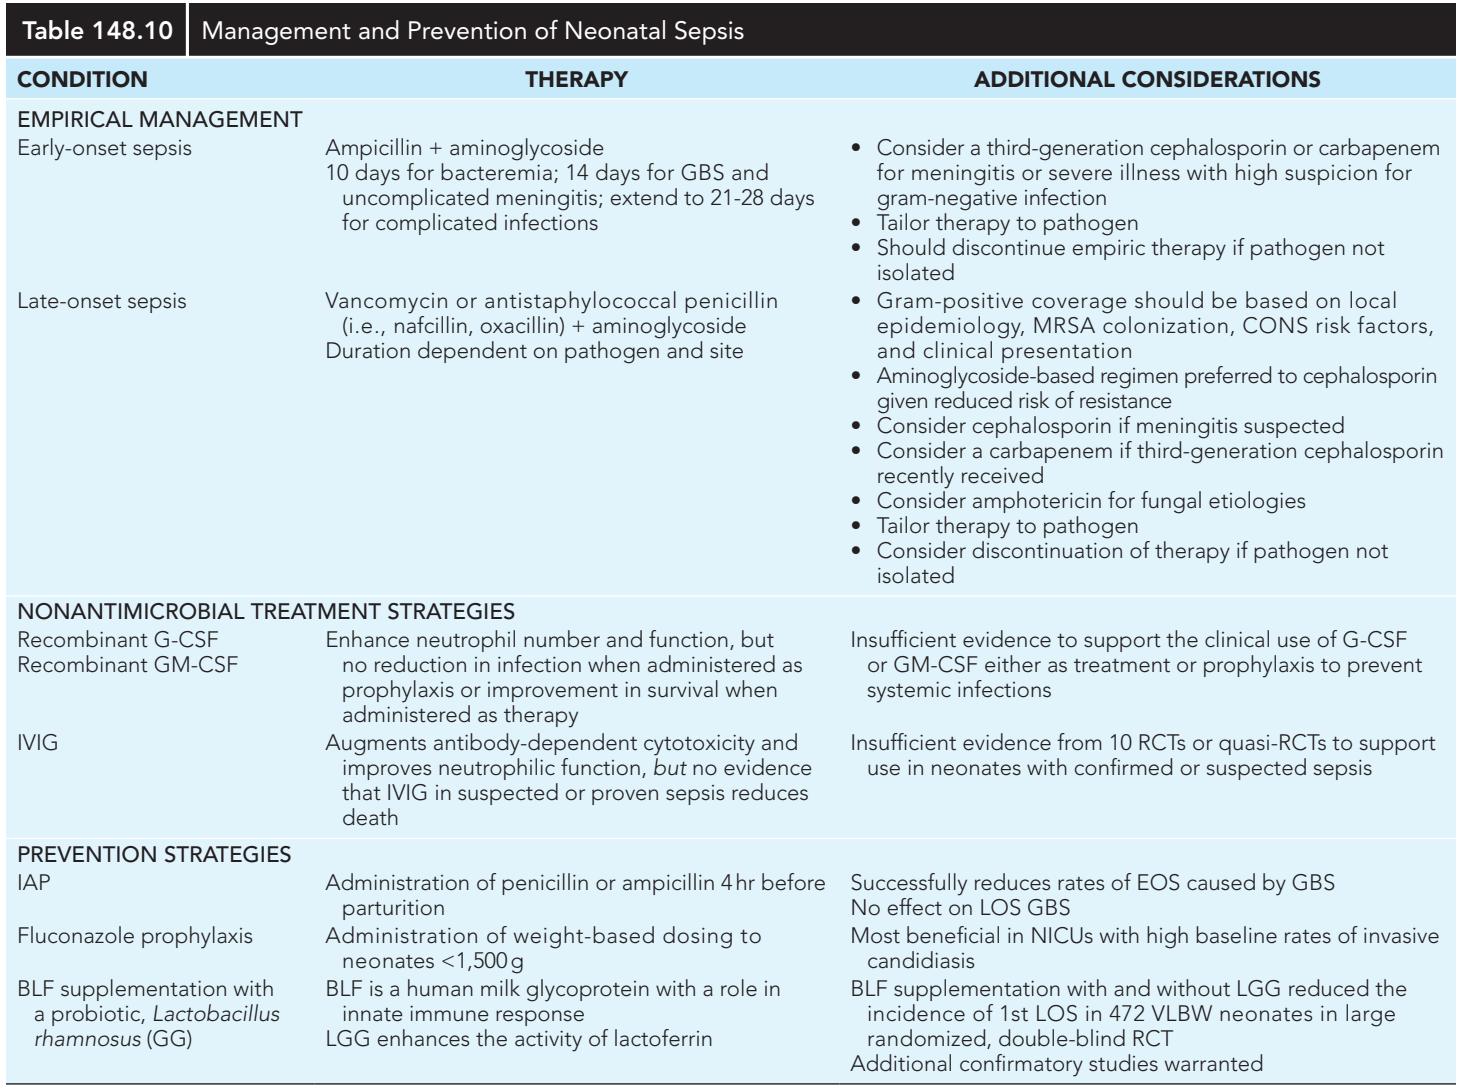 Table 148.10 Management and Prevention of Neonatal Sepsis
CONDITION THERAPY ADDITIONAL CONSIDERATIONS
EMPIRICAL MANAGEMENT
Early-onset sepsis
Ampicillin + aminoglycoside
10 days for bacteremia; 14 days for GBS and
uncomplicated meningitis; extend to 21-28 days
for complicated infections
• Consider a third-generation cephalosporin or carbapenem
for meningitis or severe illness with high suspicion for
gram-negative infection
• Tailor therapy to pathogen
• Should discontinue empiric therapy if pathogen not
isolated
Late-onset sepsis
Vancomycin or antistaphylococcal penicillin
(i.e., nafcillin, oxacillin) + aminoglycoside
Duration dependent on pathogen and site
• Gram-positive coverage should be based on local
epidemiology, MRSA colonization, CONS risk factors,
and clinical presentation
• Aminoglycoside-based regimen preferred to cephalosporin
given reduced risk of resistance
• Consider cephalosporin if meningitis suspected
• Consider a carbapenem if third-generation cephalosporin
recently received
• Consider amphotericin for fungal etiologies
• Tailor therapy to pathogen
• Consider discontinuation of therapy if pathogen not
isolated
NONANTIMICROBIAL TREATMENT STRATEGIES
Recombinant G-CSF
Recombinant GM-CSF
Enhance neutrophil number and function, but
no reduction in infection when administered as
prophylaxis or improvement in survival when
administered as therapy
Insufficient evidence to support the clinical use of G-CSF
or GM-CSF either as treatment or prophylaxis to prevent
systemic infections
IVIG
Augments antibody-dependent cytotoxicity and
improves neutrophilic function, but no evidence
that IVIG in suspected or proven sepsis reduces
death
Insufficient evidence from 10 RCTs or quasi-RCTs to support
use in neonates with confirmed or suspected sepsis
PREVENTION STRATEGIES
IAP
Administration of penicillin or ampicillin 4 hr before
parturition
Successfully reduces rates of EOS caused by GBS
No effect on LOS GBS
Fluconazole prophylaxis
Administration of weight-based dosing to
neonates <1,500 g
Most beneficial in NICUs with high baseline rates of invasive
candidiasis
BLF supplementation with
a probiotic, Lactobacillus
rhamnosus (GG)
BLF is a human milk glycoprotein with a role in
innate immune response
LGG enhances the activity of lactoferrin
BLF supplementation with and without LGG reduced the
incidence of 1st LOS in 472 VLBW neonates in large
randomized, double-blind RCT
Additional confirmatory studies warranted